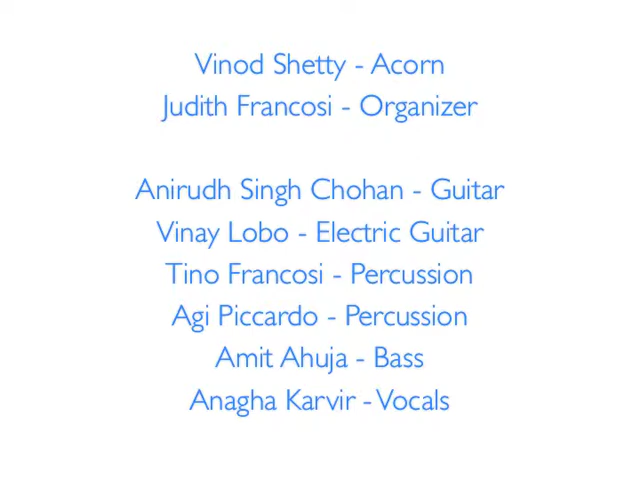 Vinod Shetty - Acorn
Judith Francosi - Organizer
Anirudh Singh Chohan - Guitar
Vinay Lobo - Electric Guitar
Tino Francosi - Percussion
Agi Piccardo - Percussion
Amit Ahuja - Bass
Anagha Karvir - Vocals